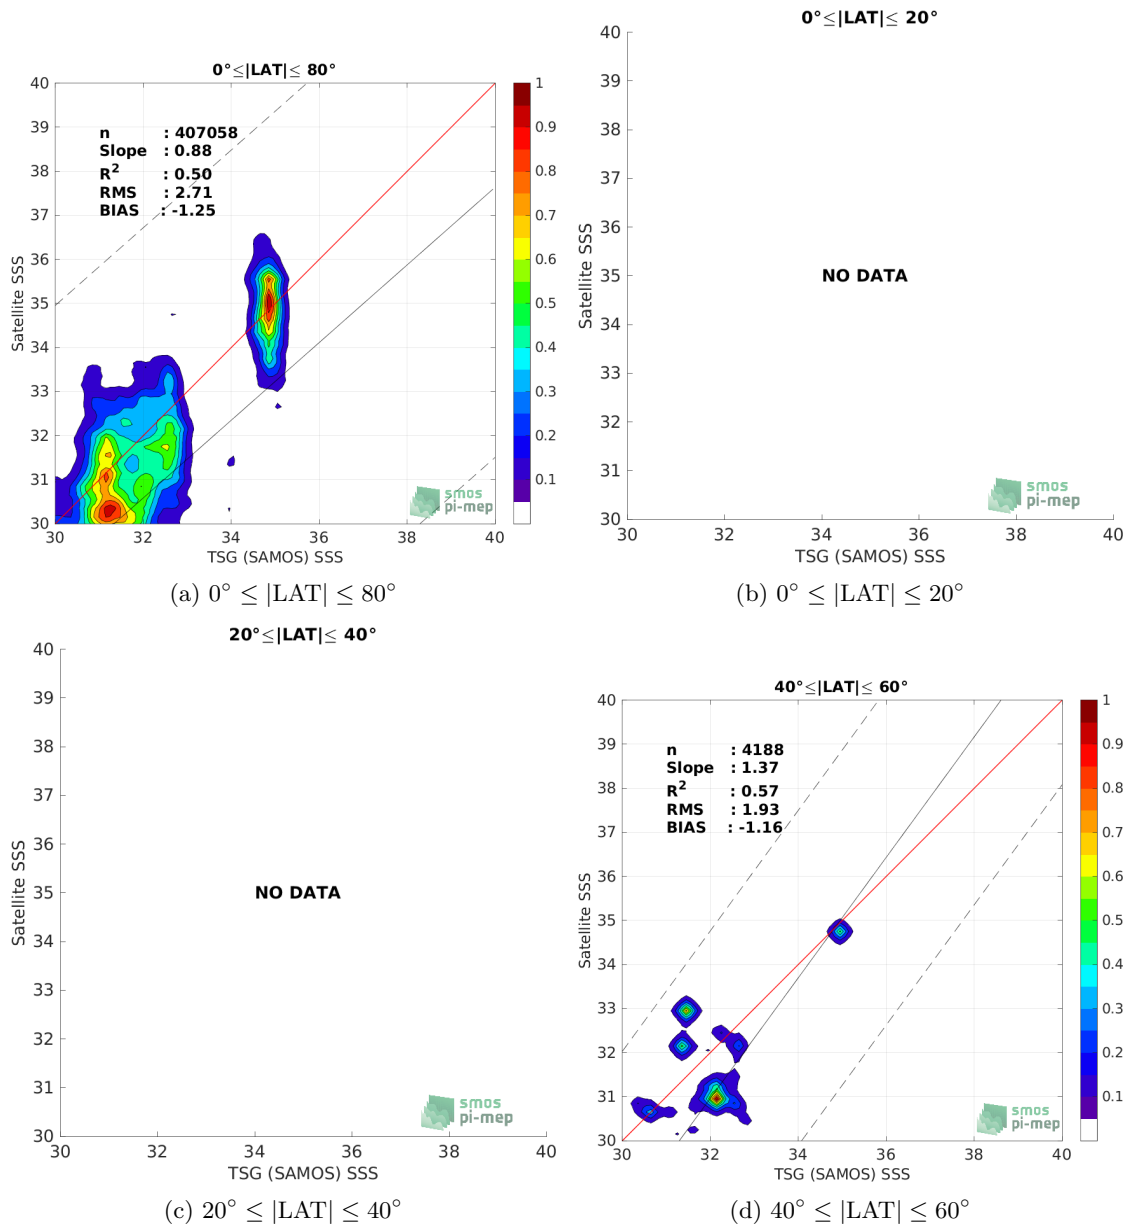 0°≤|LAT|≤ 80°
40
39
38
37
36
35
34
33
32
31
30
Satellite SSS
n : 407058
Slope : 0.88
R² : 0.50
RMS : 2.71
BIAS : -1.25
smos
pi-mep
30 32 34 36 38 40
TSG (SAMOS) SSS
1
0.9
0.8
0.7
0.6
0.5
0.4
0.3
0.2
0.1
(a) 0° ≤ |LAT| ≤ 80°
0°≤|LAT|≤ 20°
40
39
38
37
36
35
34
33
32
31
30
Satellite SSS
NO DATA
smos
pi-mep
30 32 34 36 38 40
TSG (SAMOS) SSS
(b) 0° ≤ |LAT| ≤ 20°
20°≤|LAT|≤ 40°
40
39
38
37
36
35
34
33
32
31
30
Satellite SSS
NO DATA
smos
pi-mep
30 32 34 36 38 40
TSG (SAMOS) SSS
(c) 20° ≤ |LAT| ≤ 40°
40°≤|LAT|≤ 60°
40
39
38
37
36
35
34
33
32
31
30
Satellite SSS
n : 4188
Slope : 1.37
R² : 0.57
RMS : 1.93
BIAS : -1.16
smos
pi-mep
30 32 34 36 38 40
TSG (SAMOS) SSS
1
0.9
0.8
0.7
0.6
0.5
0.4
0.3
0.2
0.1
(d) 40° ≤ |LAT| ≤ 60°